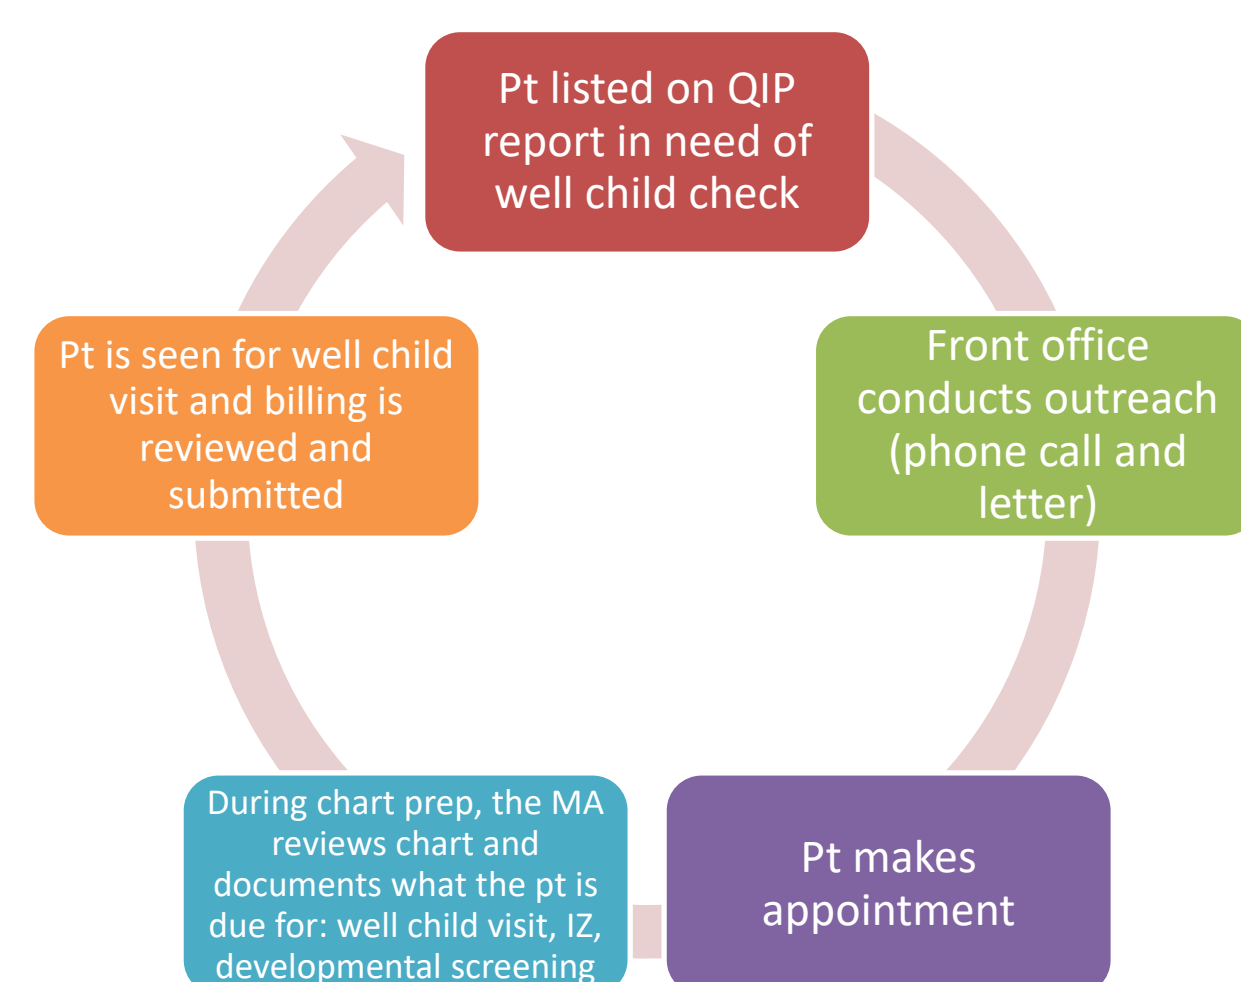 Pt listed on QIP
report in need of
well child check
Front office
conducts outreach
(phone call and
letter)
Pt makes
appointment
During chart prep, the MA
reviews chart and
documents what the pt is
due for: well child visit, IZ,
developmental screening
Pt is seen for well child
visit and billing is
reviewed and
submitted